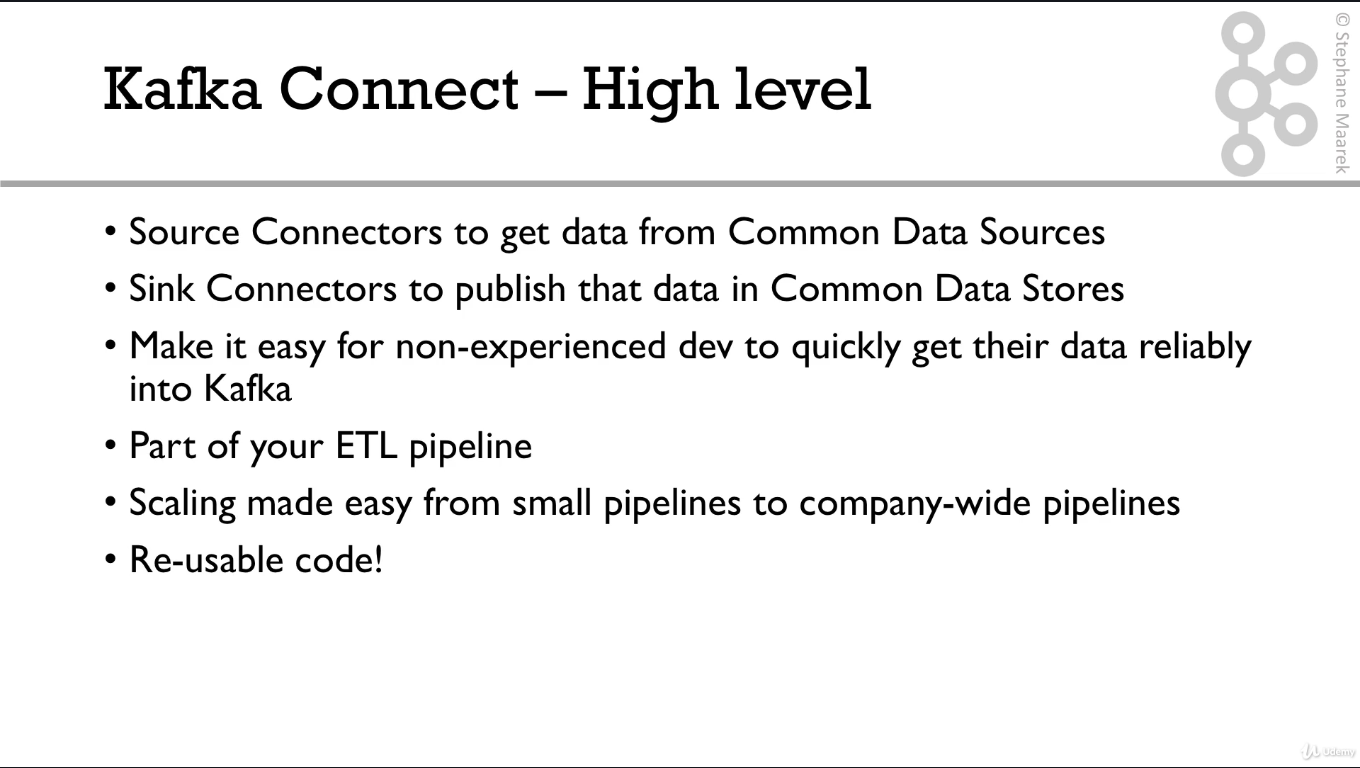 Kafka Connect – High level
© Stephane Maarek
• Source Connectors to get data from Common Data Sources
• Sink Connectors to publish that data in Common Data Stores
• Make it easy for non-experienced dev to quickly get their data reliably
into Kafka
• Part of your ETL pipeline
• Scaling made easy from small pipelines to company-wide pipelines
• Re-usable code!
Udemy